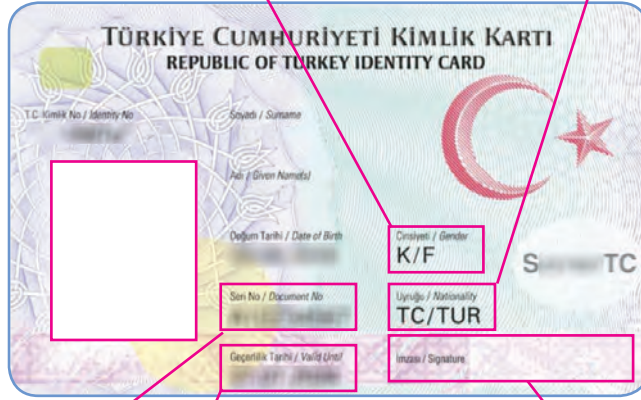 TÜRKİYE CUMHURİYETİ KİMLİK KARTI
REPUBLIC OF TURKEY IDENTITY CARD
T.C. Kimlik No / Identity No
Soyadı / Surname
Adı / Given Name(s)
Doğum Tarihi / Date of Birth
Cinsiyeti / Gender
K/F
S TC
Seri No / Document No
Uyruğu / Nationality
TC/TUR
Geçerlilik Tarihi / Valid Until
İmzası / Signature